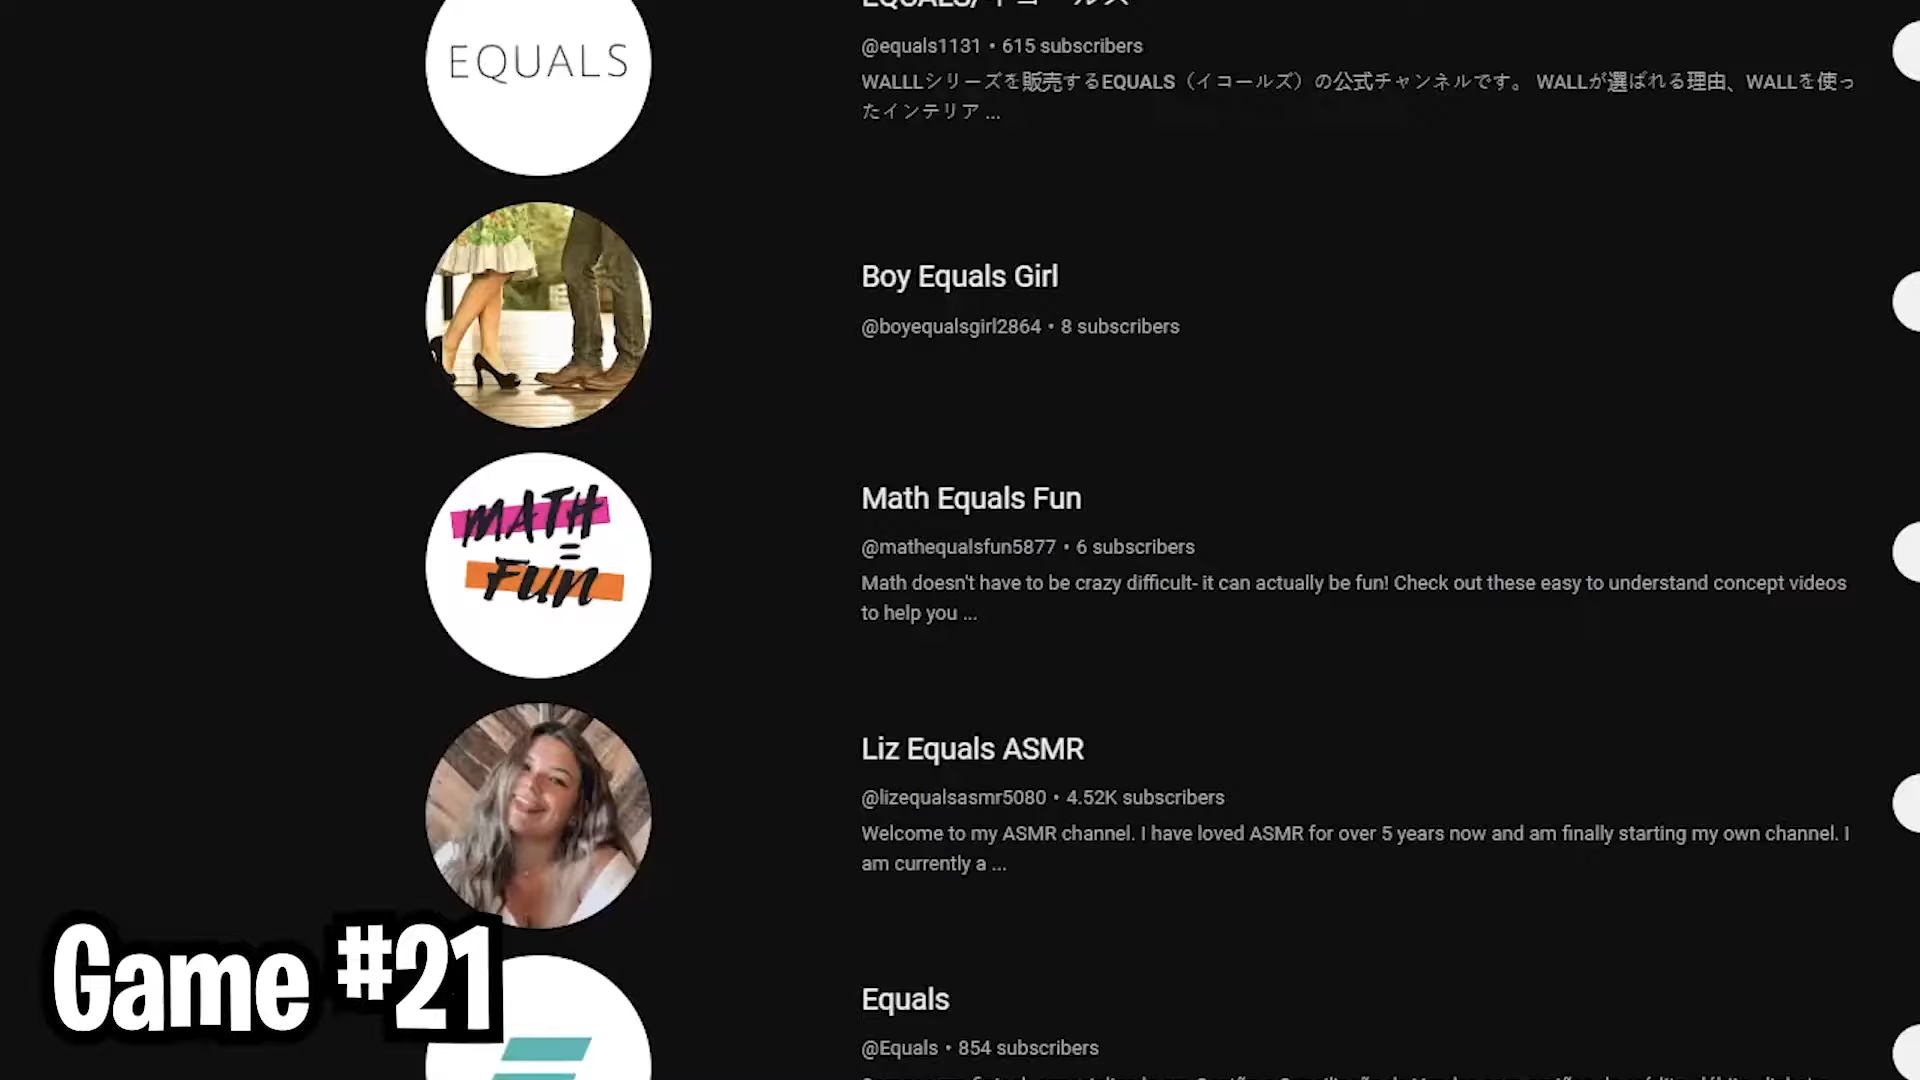 EQUALS/イコールズ
@equals1131 • 615 subscribers
WALLLシリーズを販売するEQUALS（イコールズ）の公式チャンネルです。 WALLが選ばれる理由、WALLを使っ
たインテリア ...
EQUALS
Boy Equals Girl
@boyequalsgirl2864 • 8 subscribers
Math Equals Fun
@mathequalsfun5877 • 6 subscribers
Math doesn't have to be crazy difficult- it can actually be fun! Check out these easy to understand concept videos
to help you ...
MATH
=
FUN
Liz Equals ASMR
@lizequalsasmr5080 • 4.52K subscribers
Welcome to my ASMR channel. I have loved ASMR for over 5 years now and am finally starting my own channel. I
am currently a ...
Game #21
Equals
@Equals • 854 subscribers